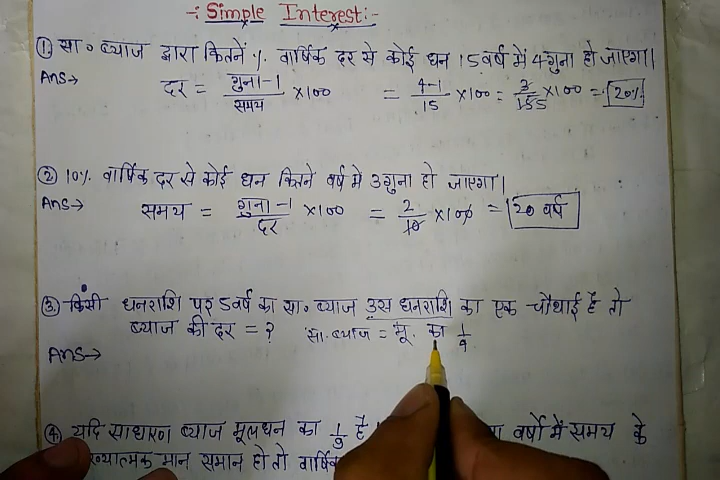 -: Simple Interest:-
① सा० ब्याज द्वारा कितनें % वार्षिक दर से कोई धन 15 वर्ष में 4 गुना हो जाएगा।
Ans→ दर = गुना-1/समय ×100 = 4-1/15 ×100 = 3/15 5 ×100 = 20%
② 10% वार्षिक दर से कोई धन कितने वर्ष मे 3 गुना हो जाएगा।
Ans→ समय = गुना-1/दर ×100 = 2/10 ×100 = 20 वर्ष
③ किसी धनराशि पर 5 वर्ष का सा० ब्याज उस धनराशि का एक चौथाई है तो
ब्याज की दर = ? सा. ब्याज = मू. का 1/4
Ans→
④ यदि साधारण ब्याज मूलधन का 1/9 है वर्षो में समय के
मान समान हो तो